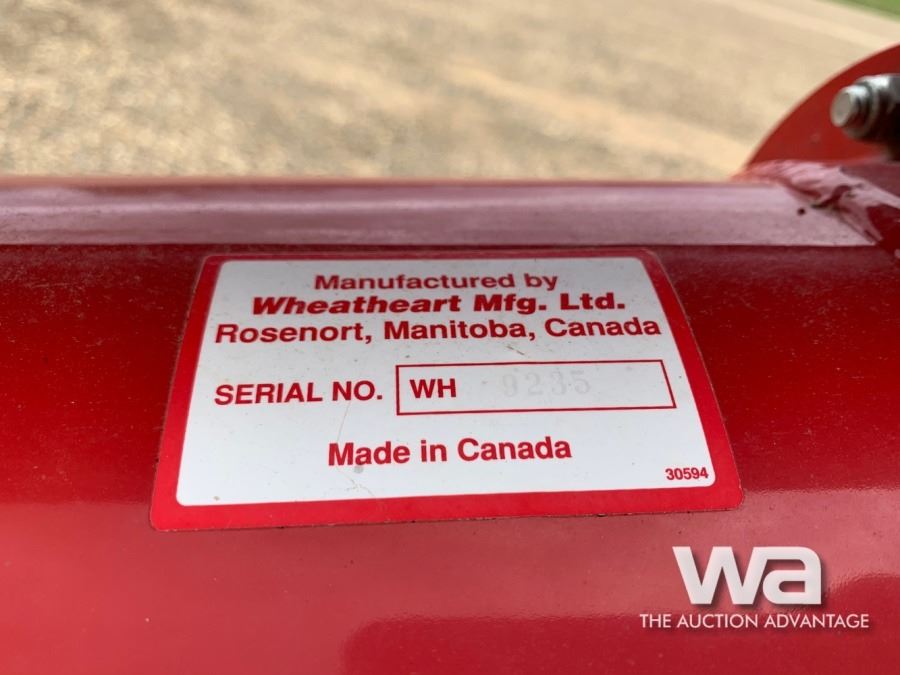 Manufactured by
Wheatheart Mfg. Ltd.
Rosenort, Manitoba, Canada
SERIAL NO. WH 9235
Made in Canada
30594
wa
THE AUCTION ADVANTAGE